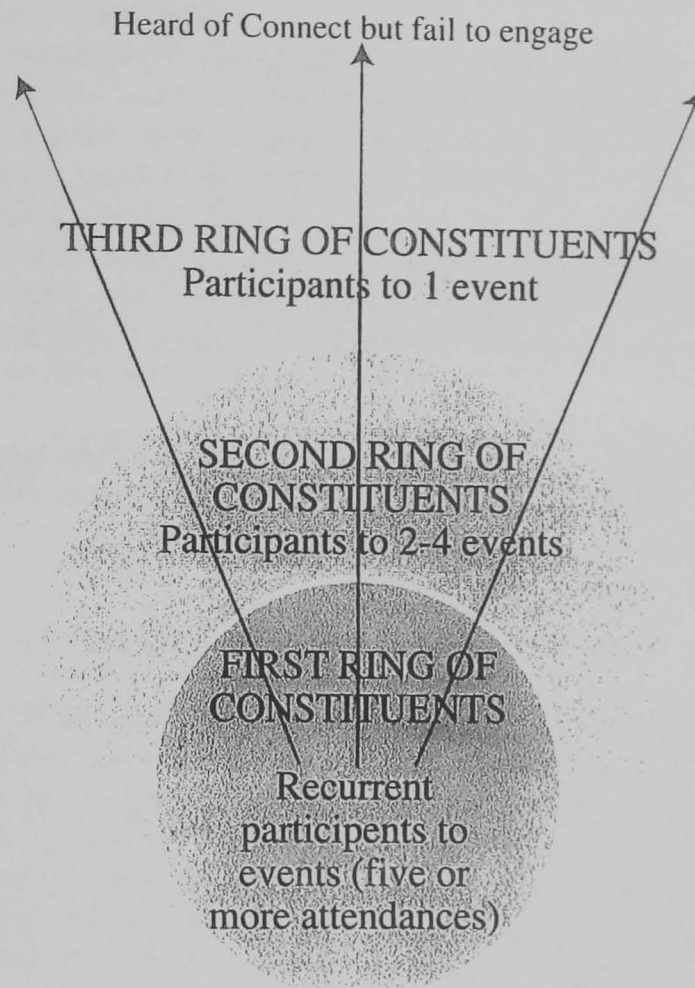 Heard of Connect but fail to engage
THIRD RING OF CONSTITUENTS
Participants to 1 event
SECOND RING OF
CONSTITUENTS
Participants to 2-4 events
FIRST RING OF
CONSTITUENTS
Recurrent
participents to
events (five or
more attendances)